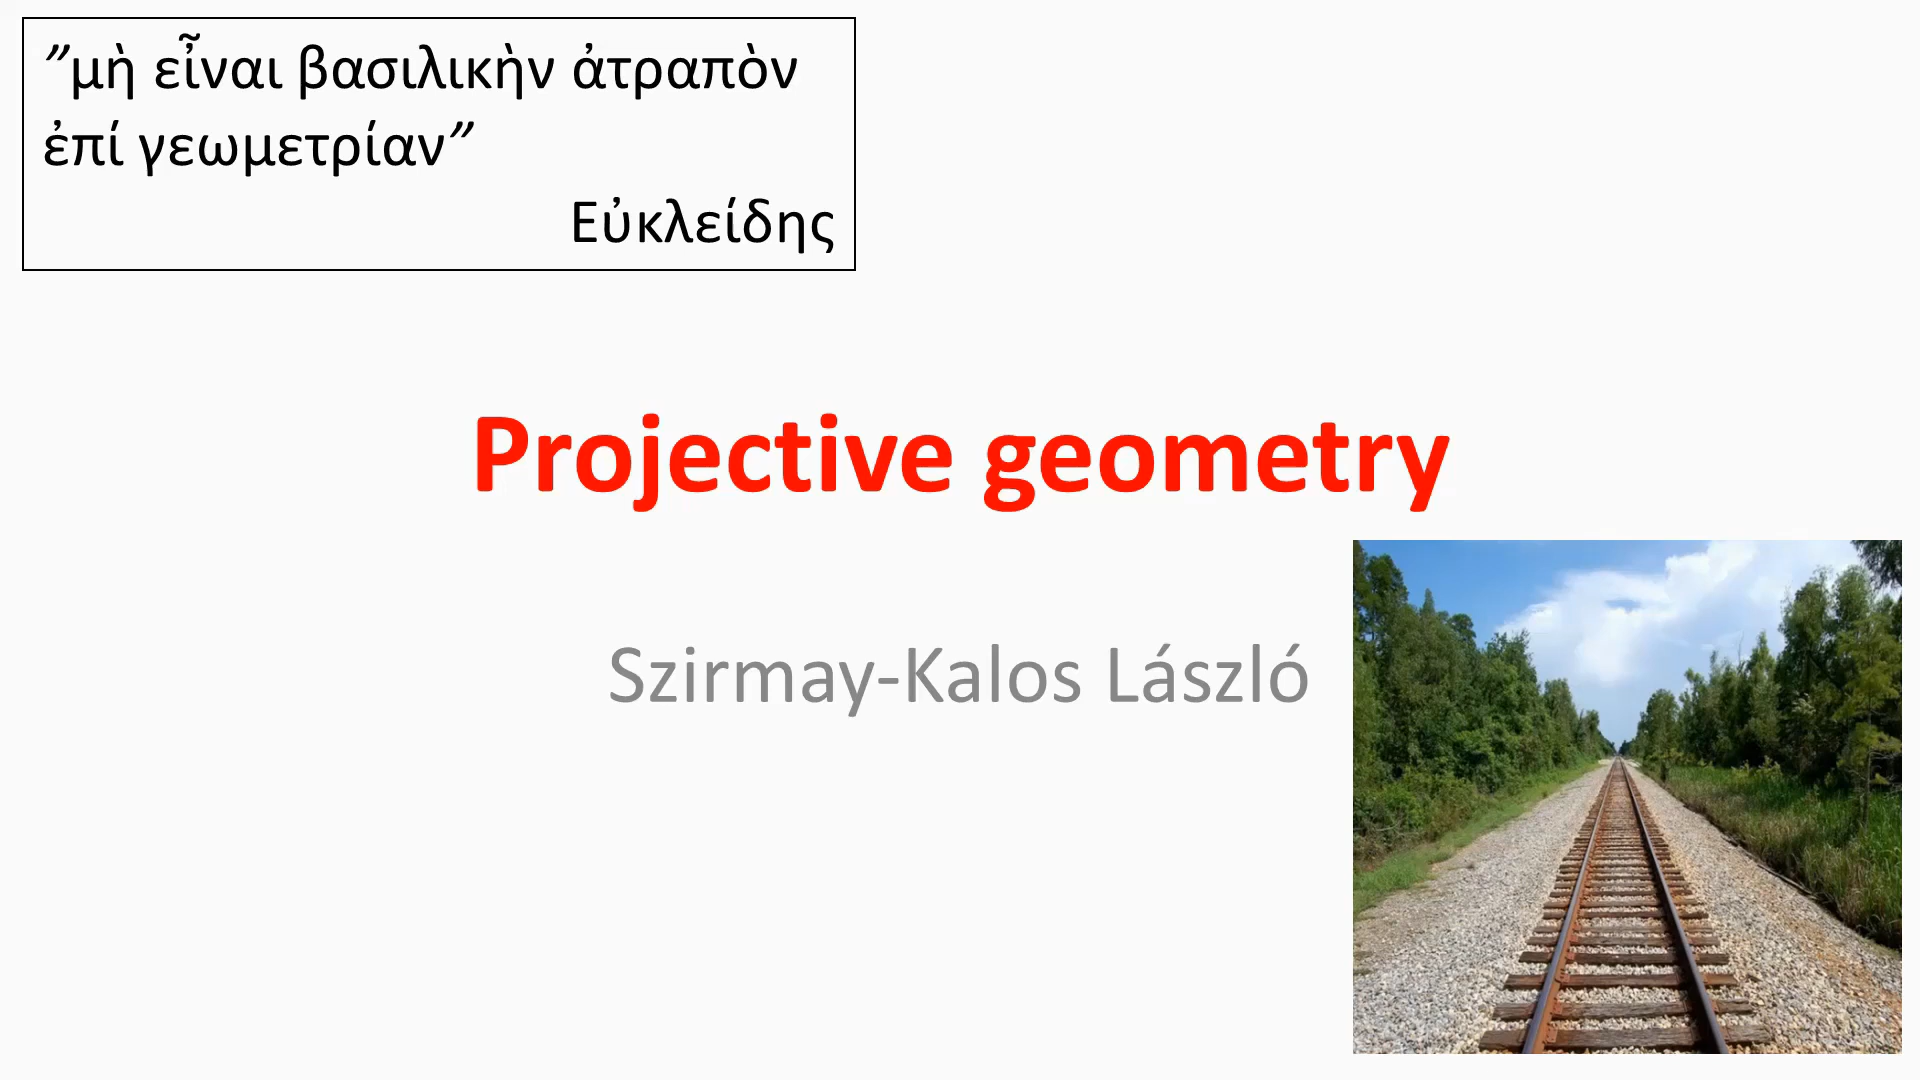 ”μὴ εἶναι βασιλικὴν ἀτραπὸν
ἐπί γεωμετρίαν”
Εὐκλείδης
Projective geometry
Szirmay-Kalos László